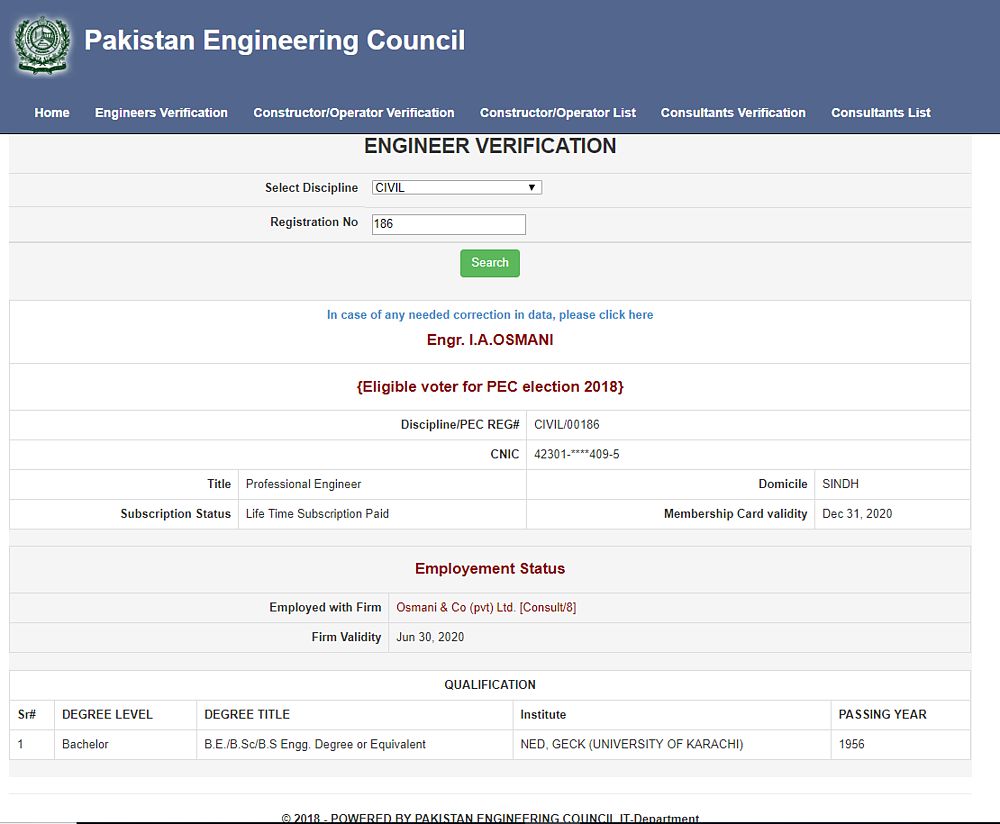 Pakistan Engineering Council
Home Engineers Verification Constructor/Operator Verification Constructor/Operator List Consultants Verification Consultants List
ENGINEER VERIFICATION
Select Discipline CIVIL
Registration No 186
Search
In case of any needed correction in data, please click here
Engr. I.A.OSMANI
{Eligible voter for PEC election 2018}
Discipline/PEC REG# CIVIL/00186
CNIC 42301-****409-5
Title Professional Engineer Domicile SINDH
Subscription Status Life Time Subscription Paid Membership Card validity Dec 31, 2020
Employement Status
Employed with Firm Osmani & Co (pvt) Ltd. [Consult/8]
Firm Validity Jun 30, 2020
QUALIFICATION
Sr# DEGREE LEVEL DEGREE TITLE Institute PASSING YEAR
1 Bachelor B.E./B.Sc/B.S Engg. Degree or Equivalent NED, GECK (UNIVERSITY OF KARACHI) 1956
© 2018 - POWERED BY PAKISTAN ENGINEERING COUNCIL IT-Department